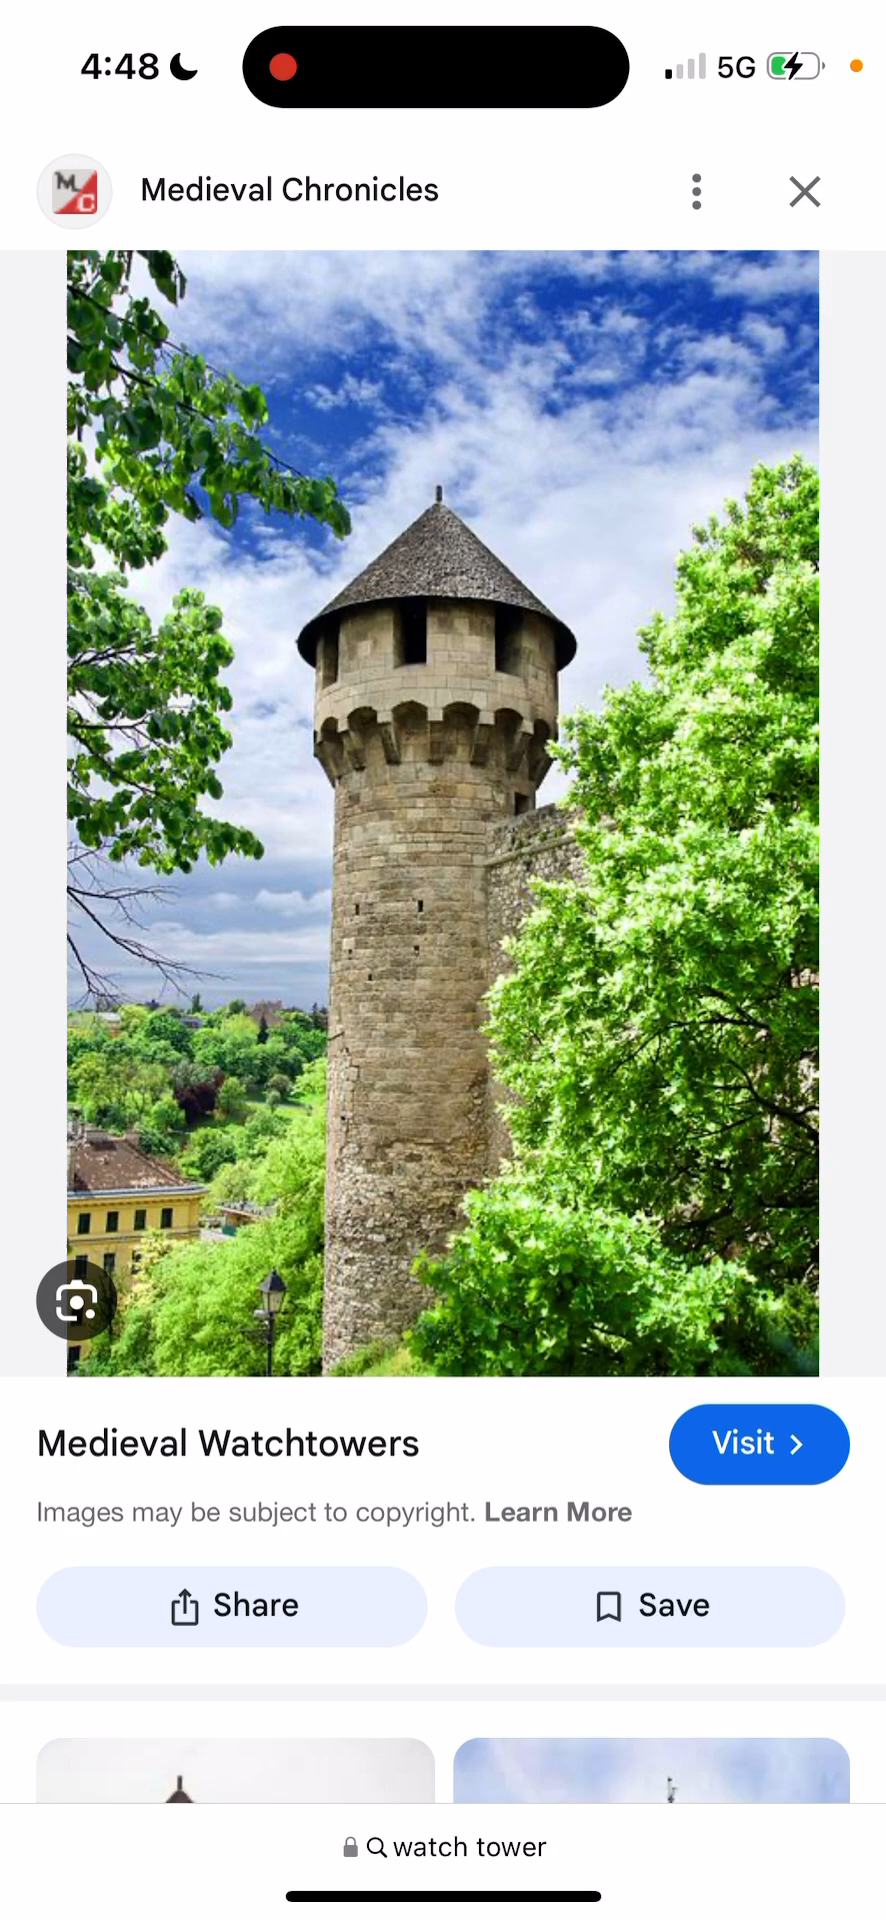 4:48
5G
Medieval Chronicles
Medieval Watchtowers
Visit
Images may be subject to copyright. Learn More
Share
Save
watch tower